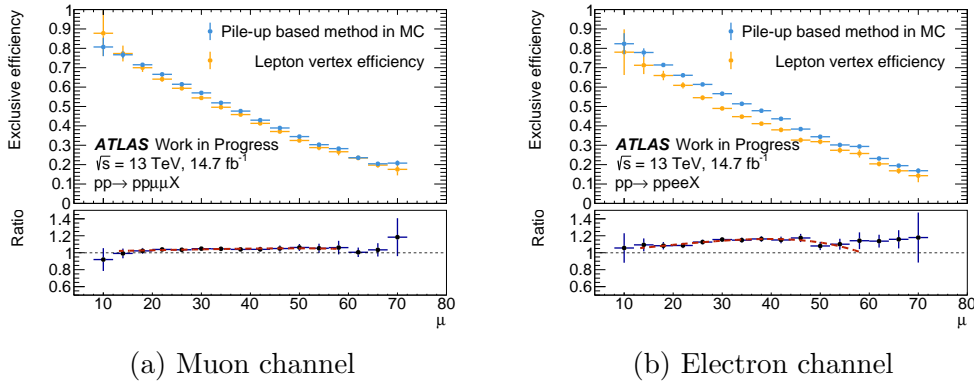 Exclusive efficiency
1
0.9
0.8
0.7
0.6
0.5
0.4
0.3
0.2
0.1
0
Pile-up based method in MC
Lepton vertex efficiency
ATLAS Work in Progress
√s = 13 TeV, 14.7 fb⁻¹
pp→ ppμμX
Ratio
1.4
1.2
1
0.8
0.6
10 20 30 40 50 60 70 80
μ
(a) Muon channel
Exclusive efficiency
1
0.9
0.8
0.7
0.6
0.5
0.4
0.3
0.2
0.1
0
Pile-up based method in MC
Lepton vertex efficiency
ATLAS Work in Progress
√s = 13 TeV, 14.7 fb⁻¹
pp→ ppeeX
Ratio
1.4
1.2
1
0.8
0.6
10 20 30 40 50 60 70 80
μ
(b) Electron channel